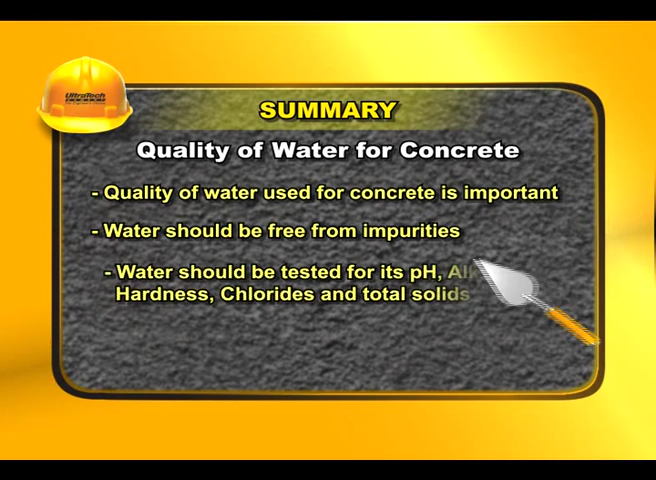 UltraTech
CEMENT
SUMMARY
Quality of Water for Concrete
- Quality of water used for concrete is important
- Water should be free from impurities
- Water should be tested for its pH,
Hardness, Chlorides and total solids